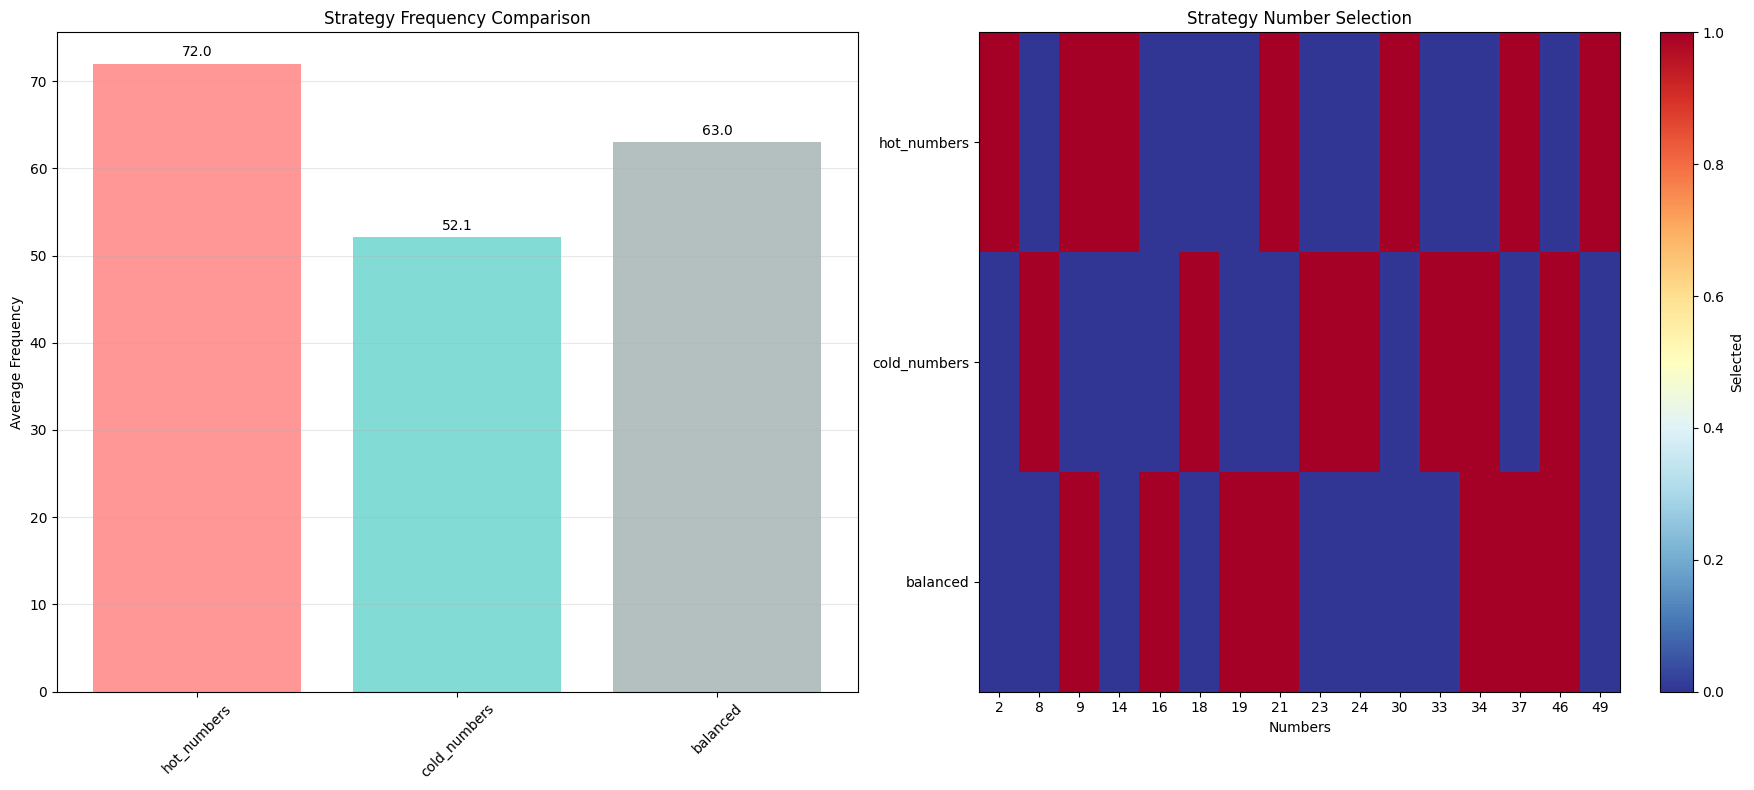 Strategy Frequency Comparison
Average Frequency
70
60
50
40
30
20
10
0
72.0
52.1
63.0
hot_numbers
cold_numbers
balanced
Strategy Number Selection
hot_numbers
cold_numbers
balanced
2 8 9 14 16 18 19 21 23 24 30 33 34 37 46 49
Numbers
1.0
0.8
0.6
0.4
0.2
0.0
Selected